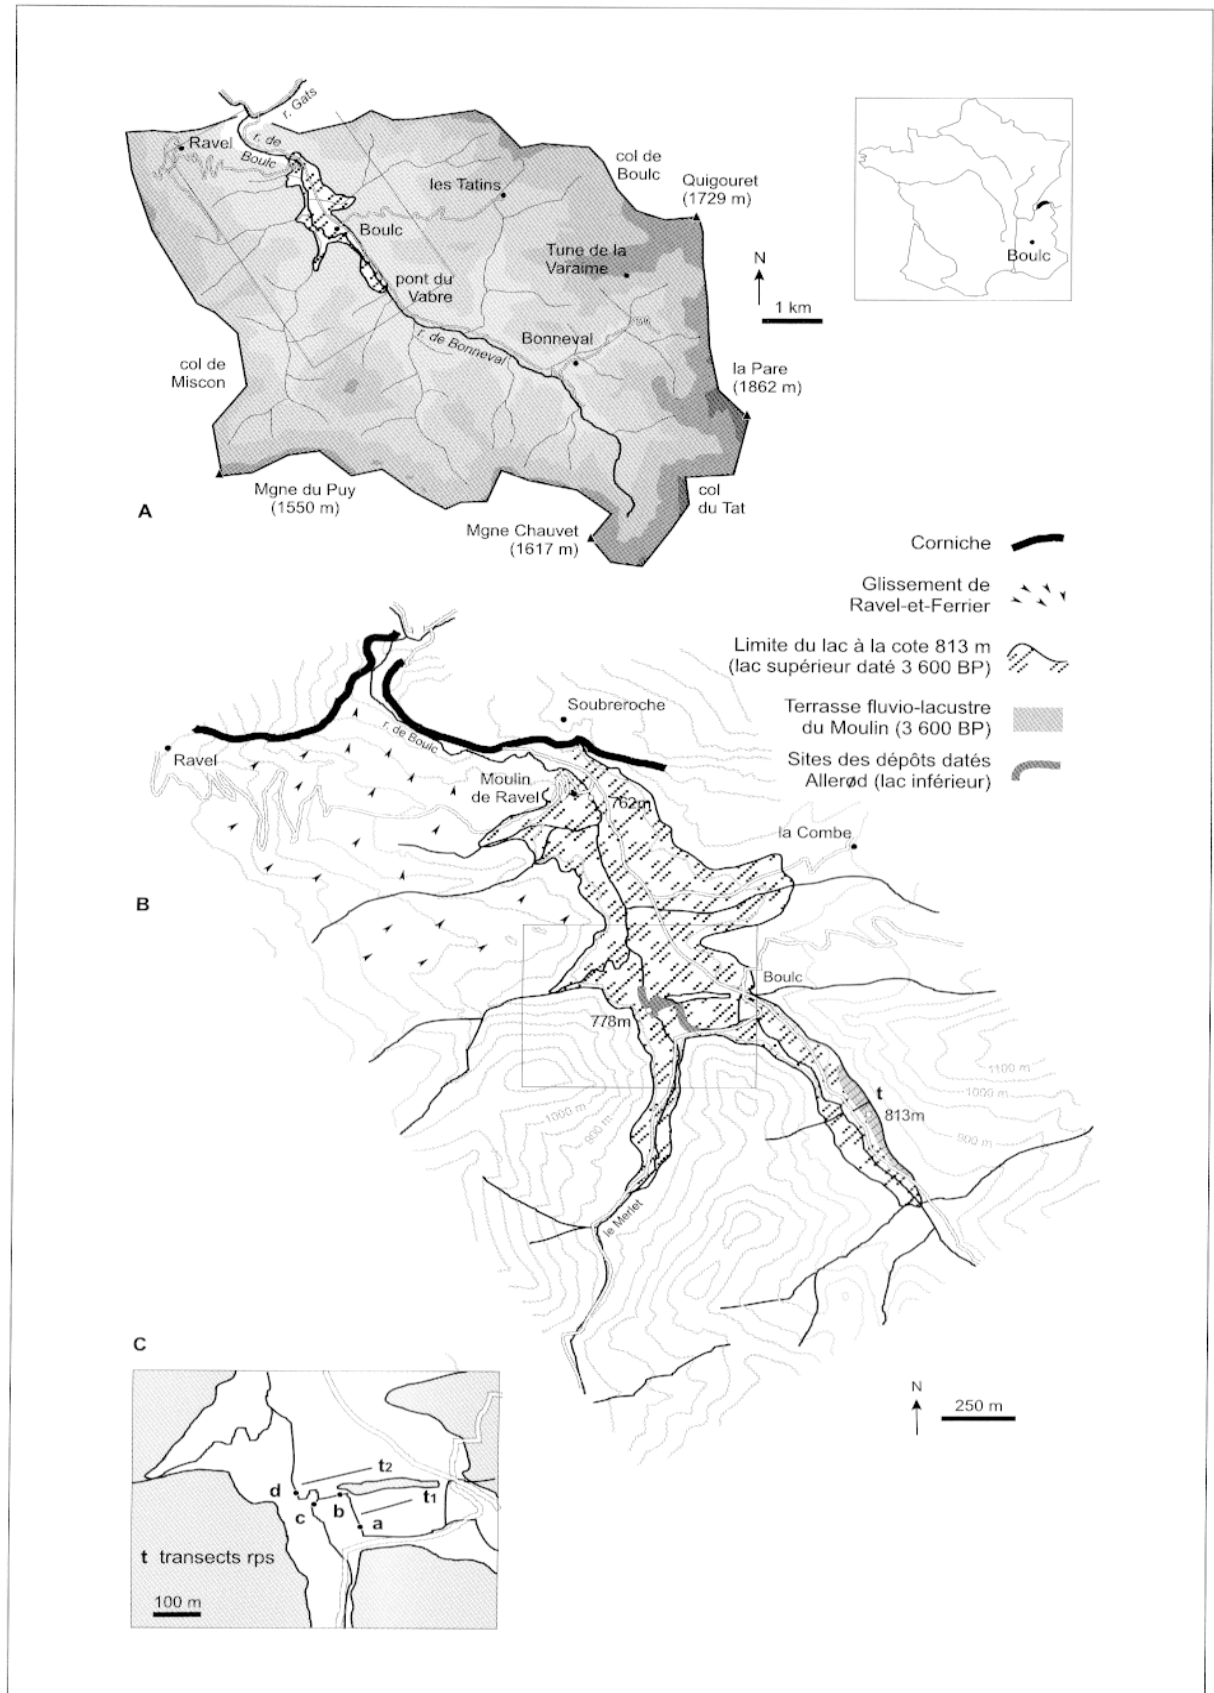 r. Gats
Ravel
r. de
Boulc
les Tatins
col de
Boulc
Quigouret
(1729 m)
Boulc
Tune de la
Varaime
N
1 km
Boulc
pont du
Vabre
r. de Bonneval
Bonneval
col de
Miscon
la Pare
(1862 m)
Mgne du Puy
(1550 m)
A
col
du Tat
Mgne Chauvet
(1617 m)
Corniche
Glissement de
Ravel-et-Ferrier
Limite du lac à la cote 813 m
(lac supérieur daté 3 600 BP)
Terrasse fluvio-lacustre
du Moulin (3 600 BP)
Sites des dépôts datés
Allerød (lac inférieur)
Soubreroche
r. de Boulc
Ravel
Moulin
de Ravel
762m
la Combe
B
Boulc
778m
1100 m
1000 m
t
813m
900 m
1000 m
900 m
le Merlet
C
N
250 m
t2
d
c
b
t1
a
t transects rps
100 m